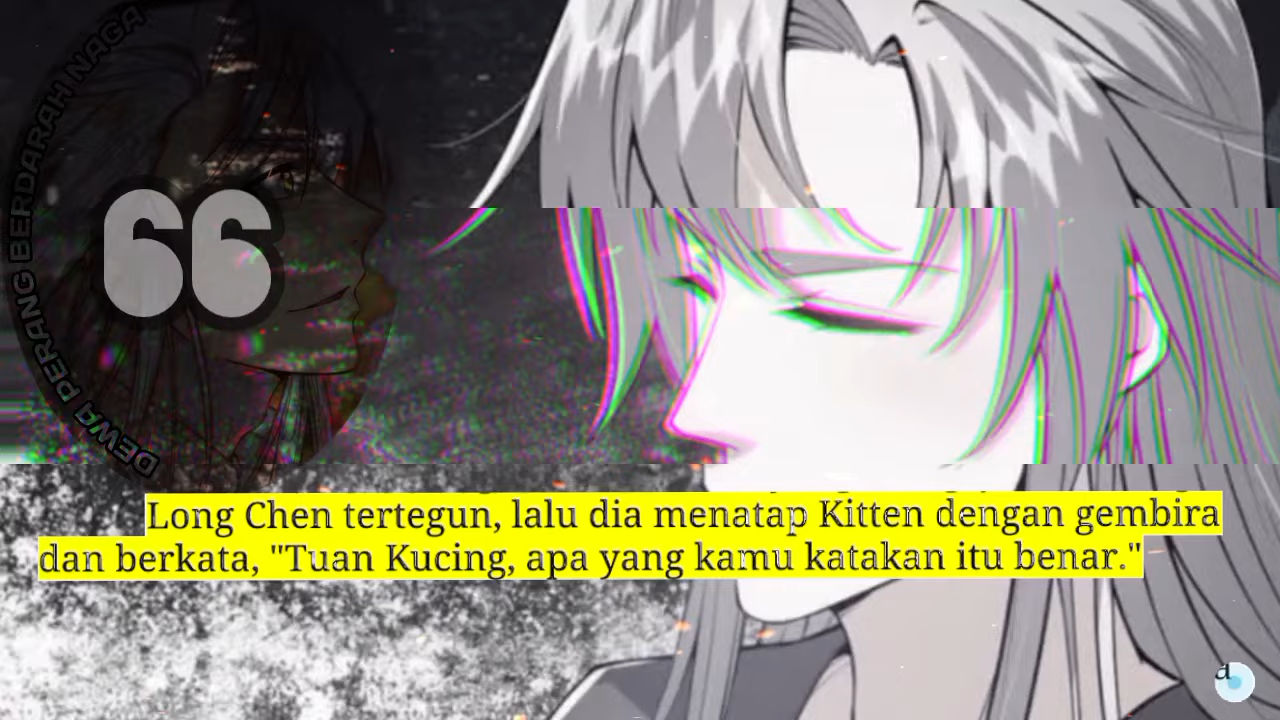 DEWA PERANG BERDARAH NAGA
66
Long Chen tertegun, lalu dia menatap Kitten dengan gembira
dan berkata, "Tuan Kucing, apa yang kamu katakan itu benar."
a